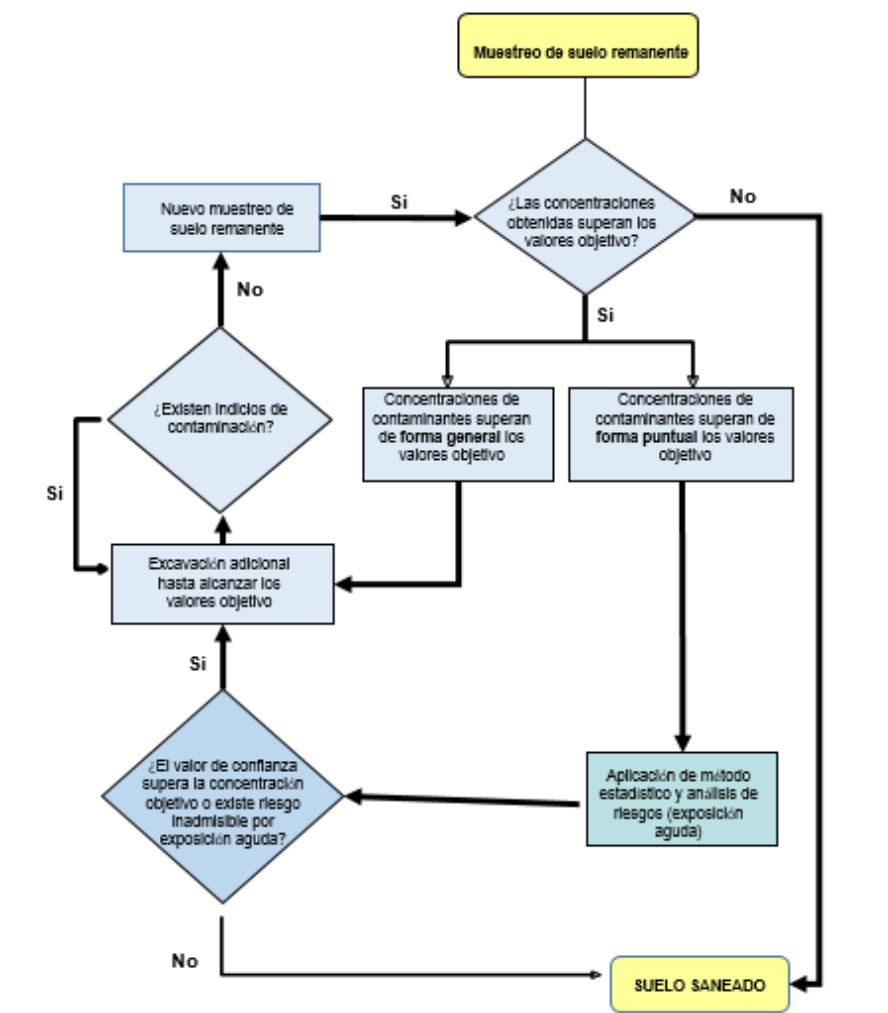 Muestreo de suelo remanente
¿Las concentraciones
obtenidas superan los
valores objetivo?
No
Si
Nuevo muestreo de
suelo remanente
No
Si
¿Existen indicios de
contaminación?
Si
Concentraciones de
contaminantes superan
de forma general los
valores objetivo
Concentraciones de
contaminantes superan de
forma puntual los valores
objetivo
Excavación adicional
hasta alcanzar los
valores objetivo
Si
¿El valor de confianza
supera la concentración
objetivo o existe riesgo
inadmisible por
exposición aguda?
Aplicación de método
estadístico y análisis de
riesgos (exposición
aguda)
No
SUELO SANEADO